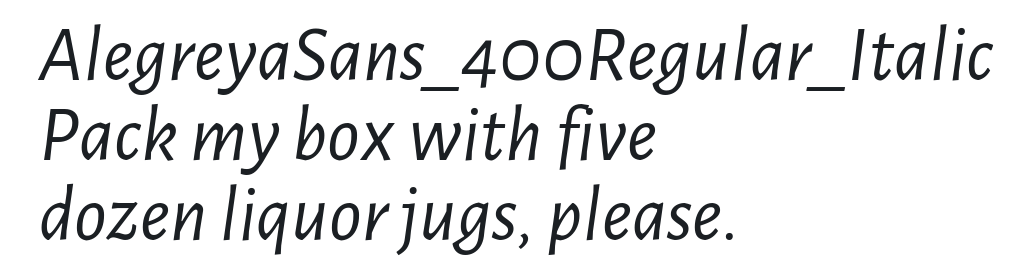 AlegreyaSans_400Regular_Italic
Pack my box with five
dozen liquor jugs, please.